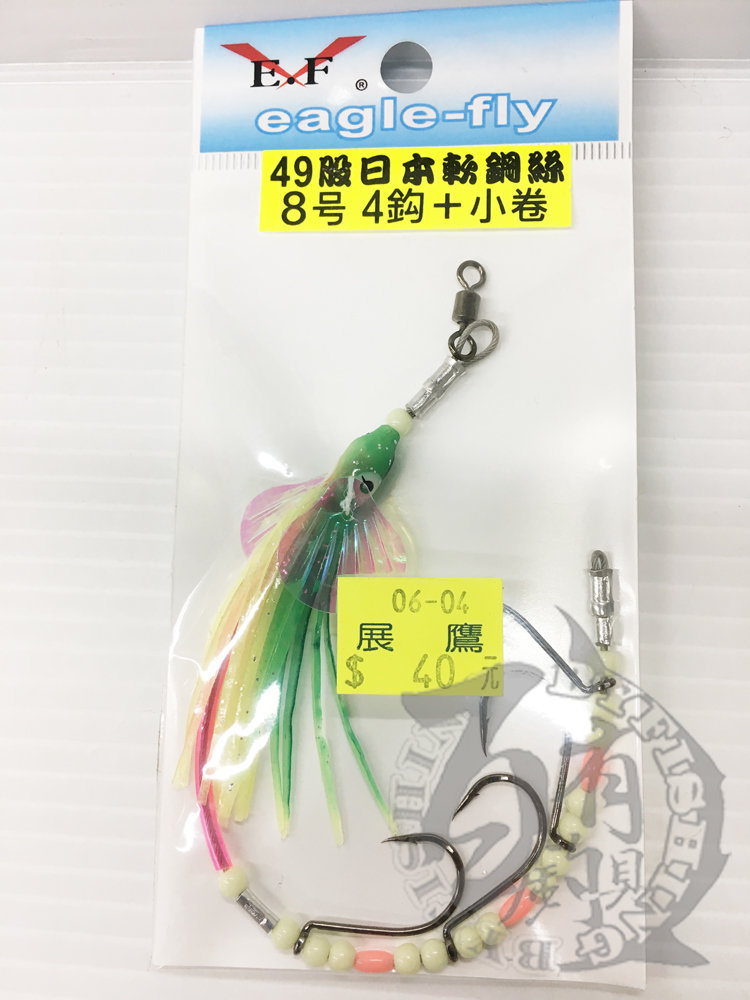 E.F ®
eagle-fly
49股日本軟鋼絲
8号 4鈎＋小卷
06-04
展鷹
$ 40 元